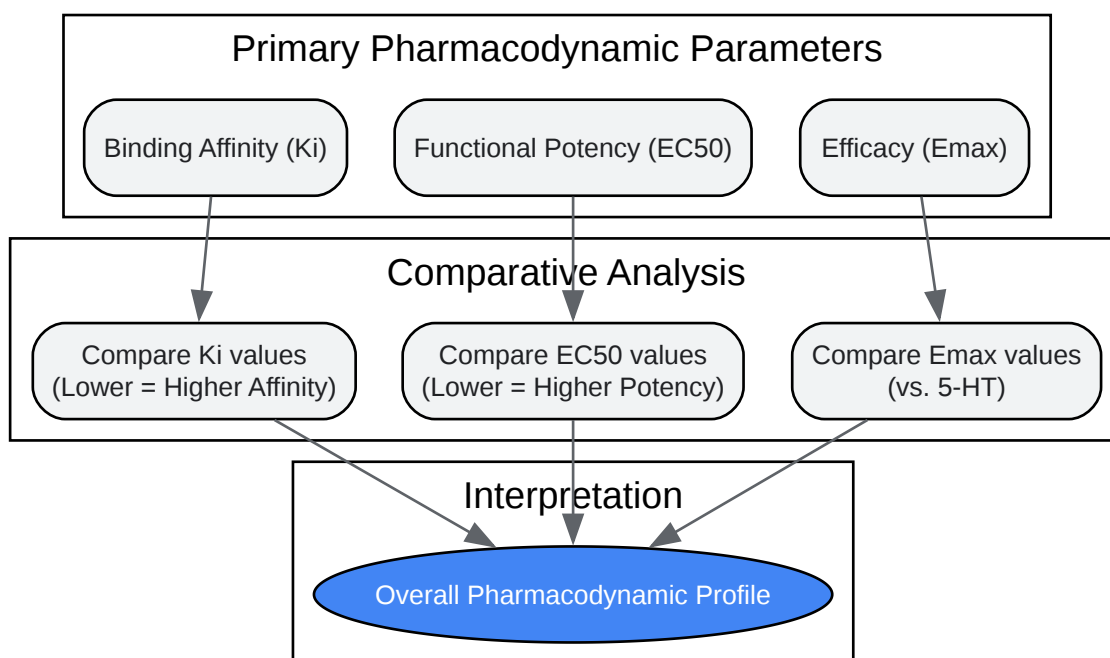 Primary Pharmacodynamic Parameters
Binding Affinity (Ki)
Functional Potency (EC50)
Efficacy (Emax)
Comparative Analysis
Compare Ki values
(Lower = Higher Affinity)
Compare EC50 values
(Lower = Higher Potency)
Compare Emax values
(vs. 5-HT)
Interpretation
Overall Pharmacodynamic Profile